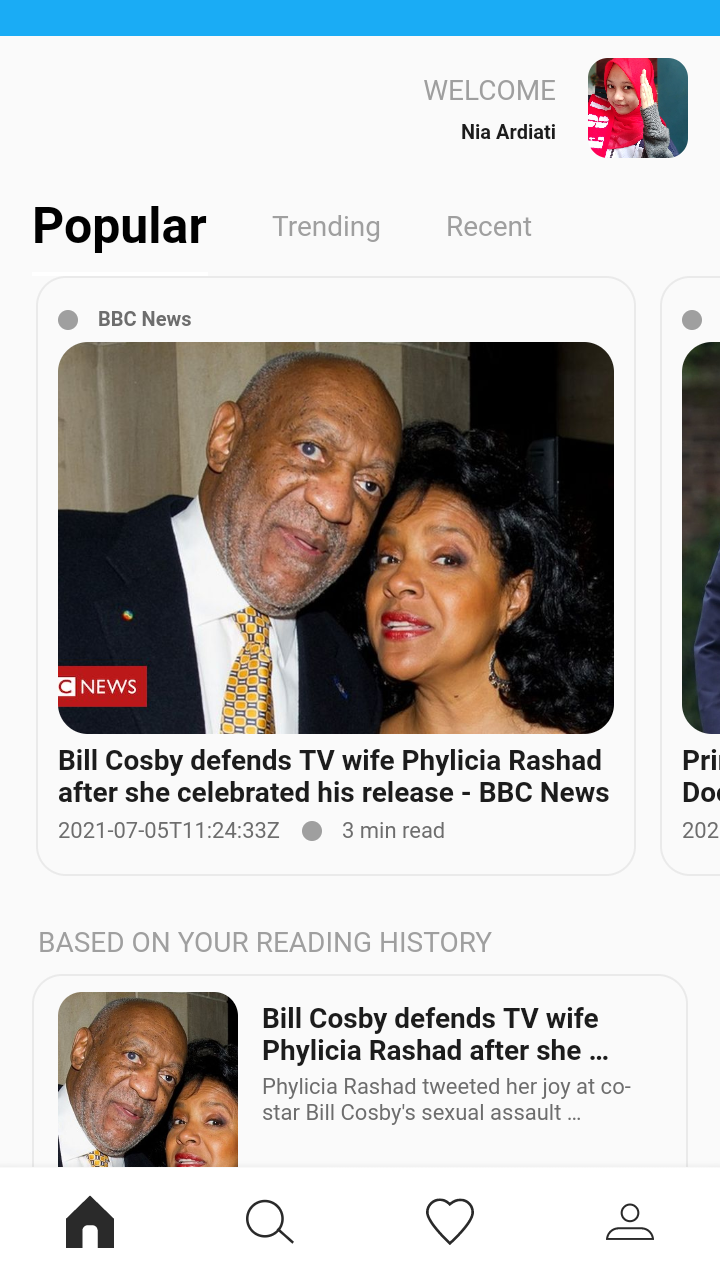 WELCOME
Nia Ardiati
Popular
Trending
Recent
BBC News
C NEWS
Bill Cosby defends TV wife Phylicia Rashad
after she celebrated his release - BBC News
2021-07-05T11:24:33Z
3 min read
Pri
Do
202
BASED ON YOUR READING HISTORY
Bill Cosby defends TV wife
Phylicia Rashad after she …
Phylicia Rashad tweeted her joy at co-
star Bill Cosby's sexual assault …